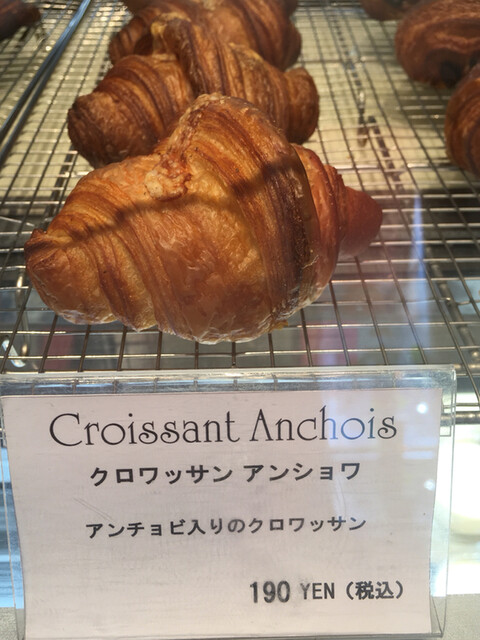 Croissant Anchois
クロワッサン アンショワ
アンチョビ入りのクロワッサン
190 YEN (税込)